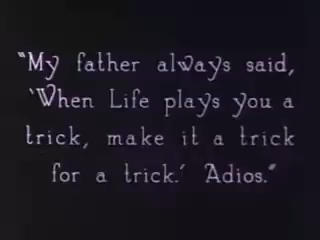 "My father always said,
'When Life plays you a
trick, make it a trick
for a trick.' Adios."